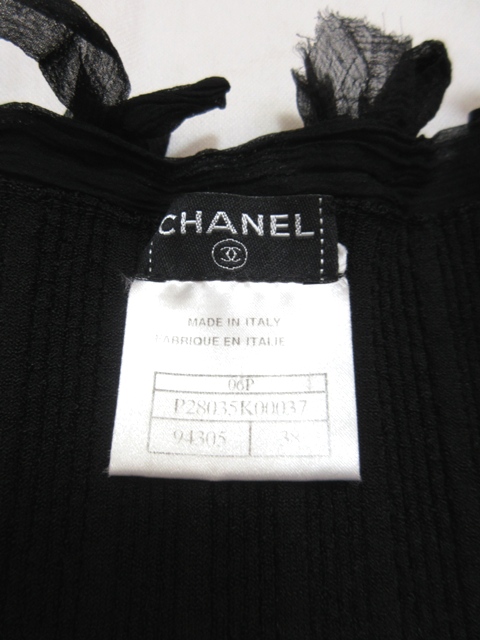 CHANEL
MADE IN ITALY
FABRIQUE EN ITALIE
06P
P28035K00037
94305 38